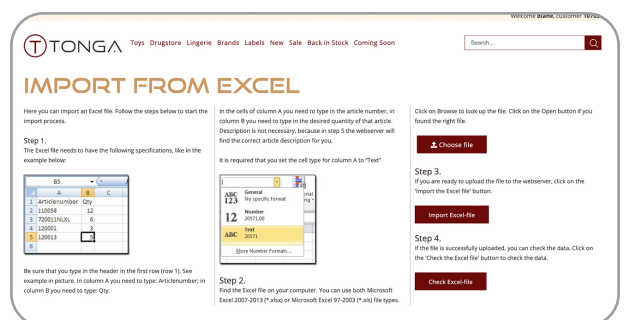 Welcome diane, customer 10703
TONGA
Toys Drugstore Lingerie Brands Labels New Sale Back in Stock Coming Soon
Search...
IMPORT FROM EXCEL
Here you can import an Excel file. Follow the steps below to start the
import process.
Step 1.
The Excel file needs to have the following specifications, like in the
example below:
B5
A B C
1 Articlenumber Qty
2 110058 12
3 720011NLXL 6
4 120001 3
5 120013 5
6
Be sure that you type in the header in the first row (row 1). See
example in picture. In column A you need to type: Articlenumber; in
column B you need to type: Qty.
In the cells of column A you need to type in the article number, in
column B you need to type in the desired quantity of that article.
Description is not necessary, because in step 5 the webserver will
find the correct article description for you.
It is required that you set the cell type for column A to "Text"
ABC
123
General
No specific format
12
Number
20571,00
ABC
Text
20571
More Number Formats...
Step 2.
Find the Excel file on your computer. You can use both Microsoft
Excel 2007-2013 (*.xlsx) or Microsoft Excel 97-2003 (*.xls) file types.
Click on Browse to look up the file. Click on the Open button if you
found the right file.
Choose file
Step 3.
If you are ready to upload the file to the webserver, click on the
'Import the Excel file' button.
Import Excel-file
Step 4.
If the file is successfully uploaded, you can check the data. Click on
the 'Check the Excel file' button to check the data.
Check Excel-file